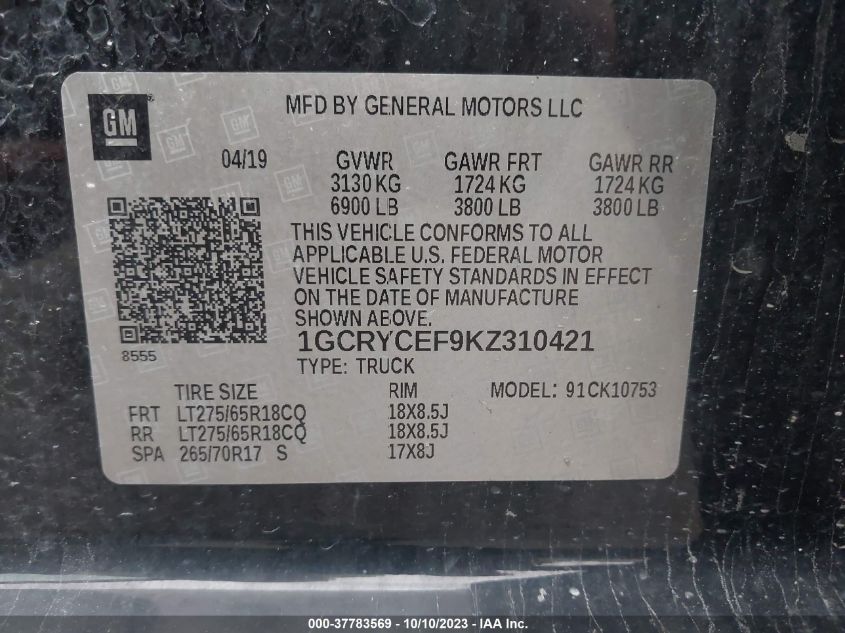 GM
MFD BY GENERAL MOTORS LLC
04/19 GVWR GAWR FRT GAWR RR
3130 KG 1724 KG 1724 KG
6900 LB 3800 LB 3800 LB
THIS VEHICLE CONFORMS TO ALL
APPLICABLE U.S. FEDERAL MOTOR
VEHICLE SAFETY STANDARDS IN EFFECT
ON THE DATE OF MANUFACTURE
SHOWN ABOVE.
8555
1GCRYCEF9KZ310421
TYPE: TRUCK
TIRE SIZE RIM MODEL: 91CK10753
FRT LT275/65R18CQ 18X8.5J
RR LT275/65R18CQ 18X8.5J
SPA 265/70R17 S 17X8J
000-37783569 - 10/10/2023 - © IAA Inc.